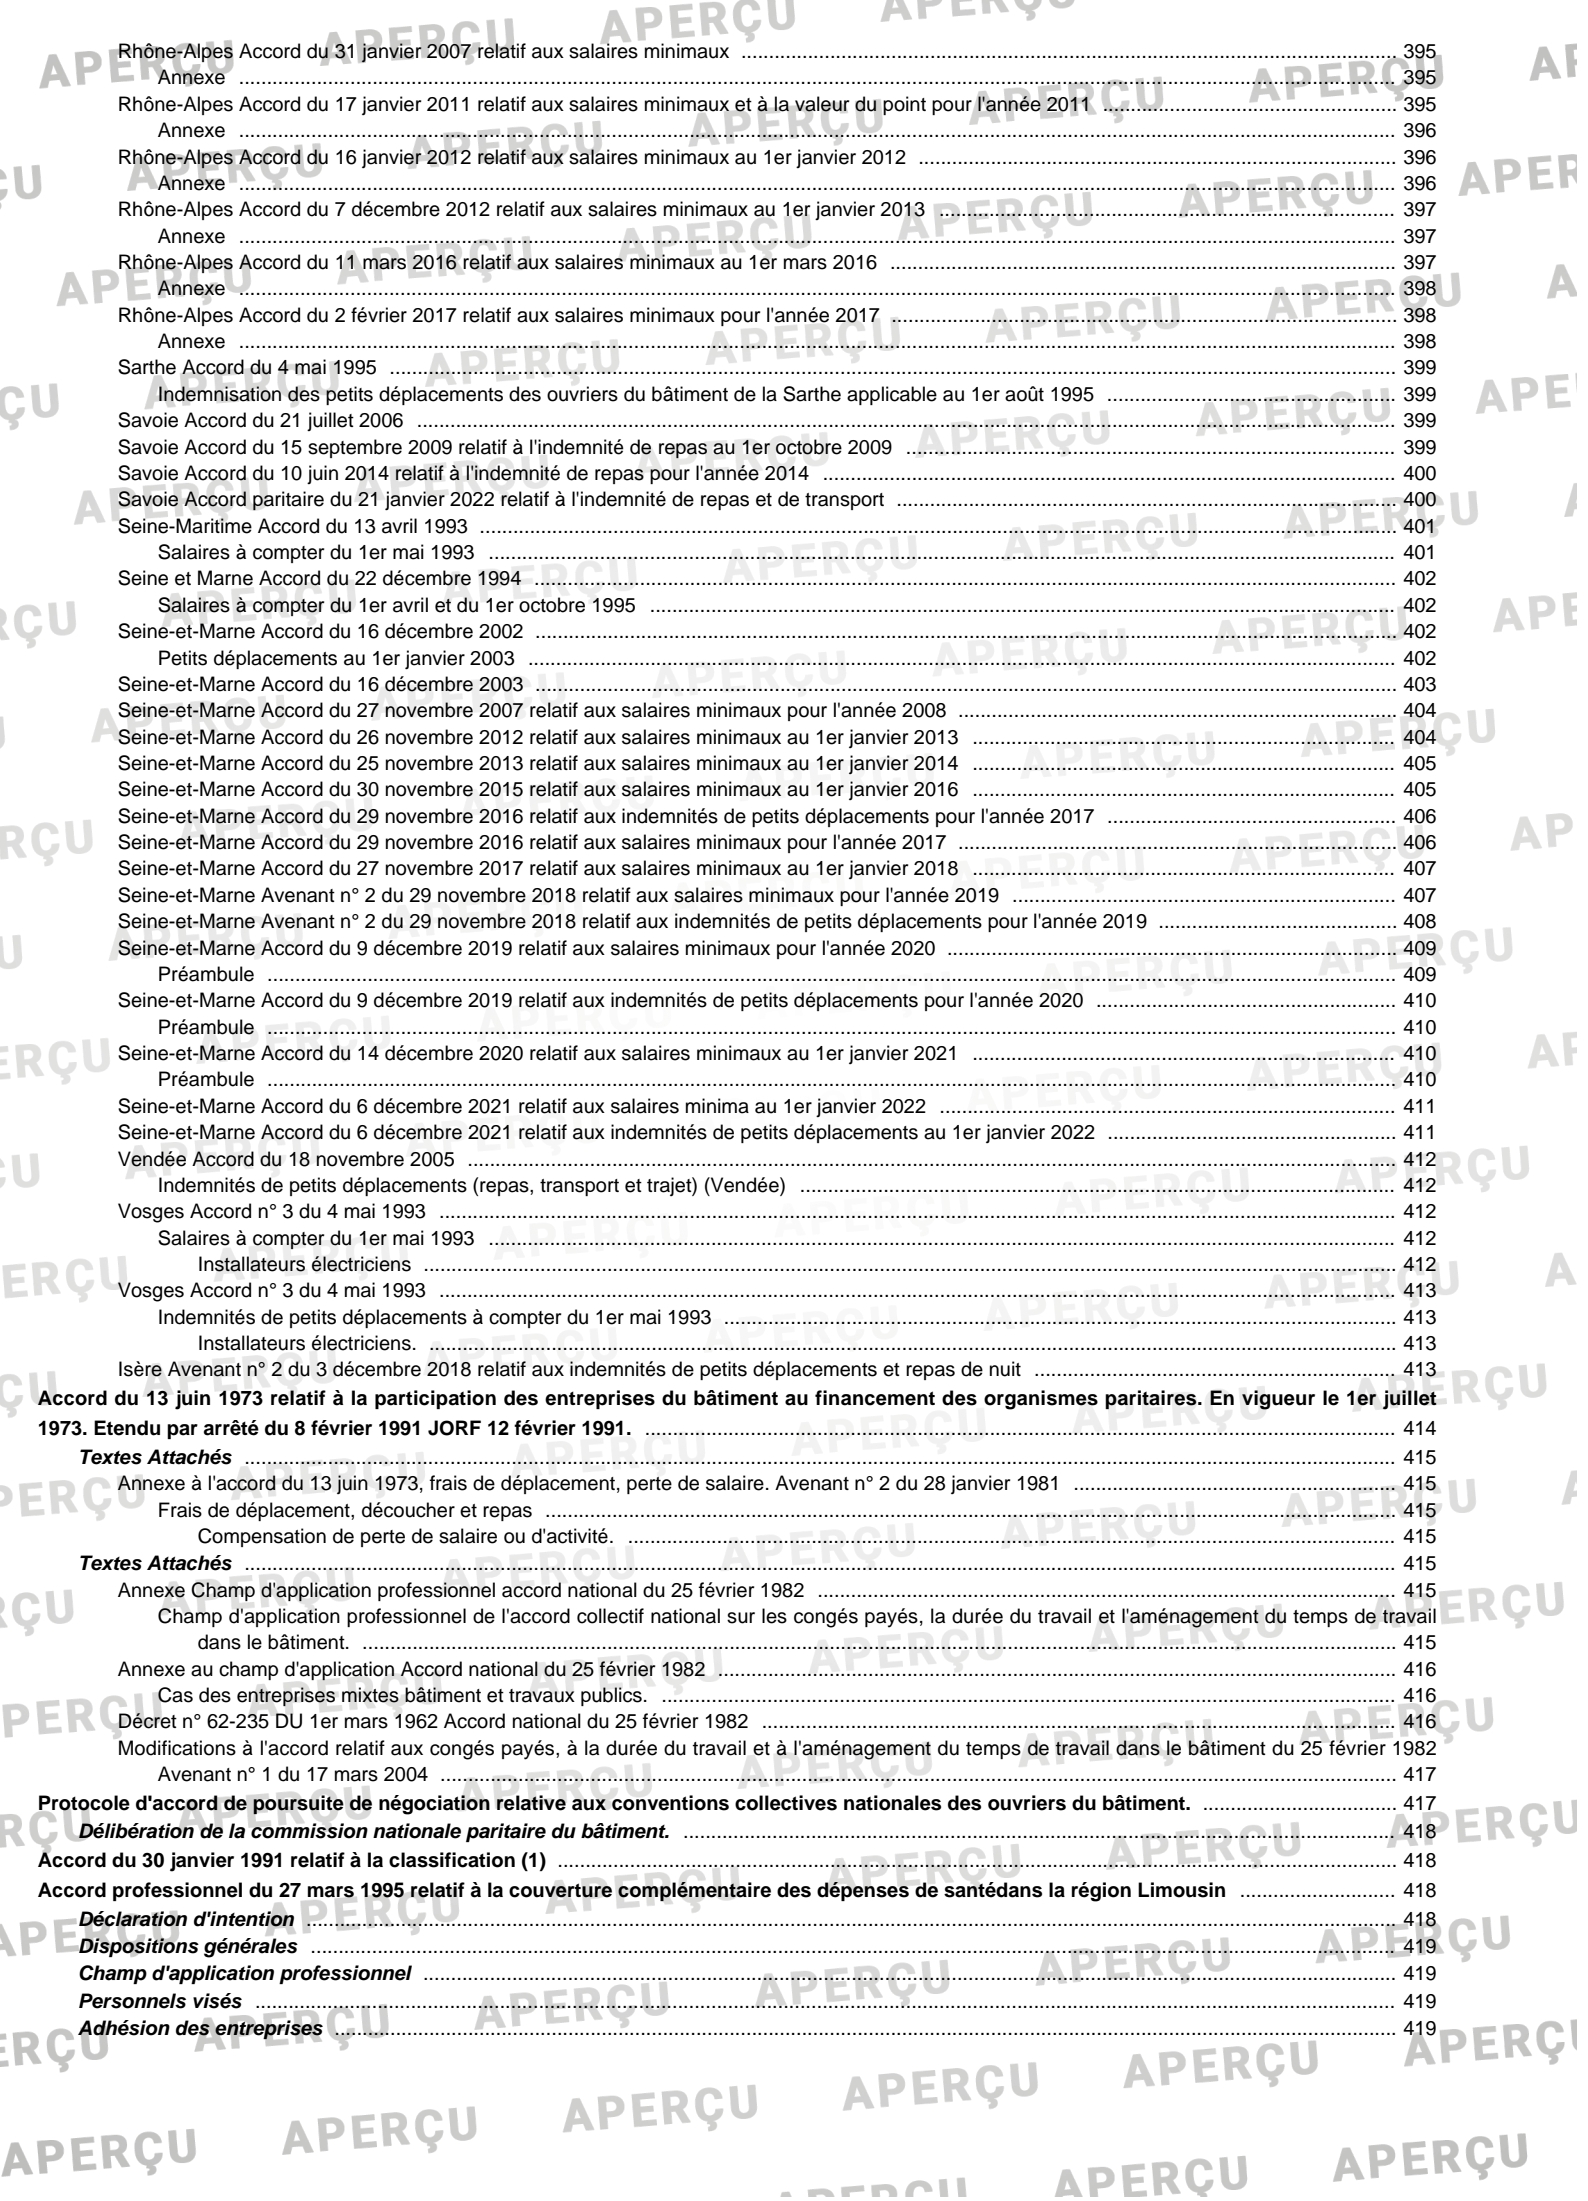 Rhône-Alpes Accord du 31 janvier 2007 relatif aux salaires minimaux ........ 395
Annexe ........ 395
Rhône-Alpes Accord du 17 janvier 2011 relatif aux salaires minimaux et à la valeur du point pour l'année 2011 ........ 395
Annexe ........ 396
Rhône-Alpes Accord du 16 janvier 2012 relatif aux salaires minimaux au 1er janvier 2012 ........ 396
Annexe ........ 396
Rhône-Alpes Accord du 7 décembre 2012 relatif aux salaires minimaux au 1er janvier 2013 ........ 397
Annexe ........ 397
Rhône-Alpes Accord du 11 mars 2016 relatif aux salaires minimaux au 1er mars 2016 ........ 397
Annexe ........ 398
Rhône-Alpes Accord du 2 février 2017 relatif aux salaires minimaux pour l'année 2017 ........ 398
Annexe ........ 398
Sarthe Accord du 4 mai 1995 ........ 399
Indemnisation des petits déplacements des ouvriers du bâtiment de la Sarthe applicable au 1er août 1995 ........ 399
Savoie Accord du 21 juillet 2006 ........ 399
Savoie Accord du 15 septembre 2009 relatif à l'indemnité de repas au 1er octobre 2009 ........ 399
Savoie Accord du 10 juin 2014 relatif à l'indemnité de repas pour l'année 2014 ........ 400
Savoie Accord paritaire du 21 janvier 2022 relatif à l'indemnité de repas et de transport ........ 400
Seine-Maritime Accord du 13 avril 1993 ........ 401
Salaires à compter du 1er mai 1993 ........ 401
Seine et Marne Accord du 22 décembre 1994 ........ 402
Salaires à compter du 1er avril et du 1er octobre 1995 ........ 402
Seine-et-Marne Accord du 16 décembre 2002 ........ 402
Petits déplacements au 1er janvier 2003 ........ 402
Seine-et-Marne Accord du 16 décembre 2003 ........ 403
Seine-et-Marne Accord du 27 novembre 2007 relatif aux salaires minimaux pour l'année 2008 ........ 404
Seine-et-Marne Accord du 26 novembre 2012 relatif aux salaires minimaux au 1er janvier 2013 ........ 404
Seine-et-Marne Accord du 25 novembre 2013 relatif aux salaires minimaux au 1er janvier 2014 ........ 405
Seine-et-Marne Accord du 30 novembre 2015 relatif aux salaires minimaux au 1er janvier 2016 ........ 405
Seine-et-Marne Accord du 29 novembre 2016 relatif aux indemnités de petits déplacements pour l'année 2017 ........ 406
Seine-et-Marne Accord du 29 novembre 2016 relatif aux salaires minimaux pour l'année 2017 ........ 406
Seine-et-Marne Accord du 27 novembre 2017 relatif aux salaires minimaux au 1er janvier 2018 ........ 407
Seine-et-Marne Avenant n° 2 du 29 novembre 2018 relatif aux salaires minimaux pour l'année 2019 ........ 407
Seine-et-Marne Avenant n° 2 du 29 novembre 2018 relatif aux indemnités de petits déplacements pour l'année 2019 ........ 408
Seine-et-Marne Accord du 9 décembre 2019 relatif aux salaires minimaux pour l'année 2020 ........ 409
Préambule ........ 409
Seine-et-Marne Accord du 9 décembre 2019 relatif aux indemnités de petits déplacements pour l'année 2020 ........ 410
Préambule ........ 410
Seine-et-Marne Accord du 14 décembre 2020 relatif aux salaires minimaux au 1er janvier 2021 ........ 410
Préambule ........ 410
Seine-et-Marne Accord du 6 décembre 2021 relatif aux salaires minima au 1er janvier 2022 ........ 411
Seine-et-Marne Accord du 6 décembre 2021 relatif aux indemnités de petits déplacements au 1er janvier 2022 ........ 411
Vendée Accord du 18 novembre 2005 ........ 412
Indemnités de petits déplacements (repas, transport et trajet) (Vendée) ........ 412
Vosges Accord n° 3 du 4 mai 1993 ........ 412
Salaires à compter du 1er mai 1993 ........ 412
Installateurs électriciens ........ 412
Vosges Accord n° 3 du 4 mai 1993 ........ 413
Indemnités de petits déplacements à compter du 1er mai 1993 ........ 413
Installateurs électriciens. ........ 413
Isère Avenant n° 2 du 3 décembre 2018 relatif aux indemnités de petits déplacements et repas de nuit ........ 413
Accord du 13 juin 1973 relatif à la participation des entreprises du bâtiment au financement des organismes paritaires. En vigueur le 1er juillet
1973. Etendu par arrêté du 8 février 1991 JORF 12 février 1991. ........ 414
Textes Attachés ........ 415
Annexe à l'accord du 13 juin 1973, frais de déplacement, perte de salaire. Avenant n° 2 du 28 janvier 1981 ........ 415
Frais de déplacement, découcher et repas ........ 415
Compensation de perte de salaire ou d'activité. ........ 415
Textes Attachés ........ 415
Annexe Champ d'application professionnel accord national du 25 février 1982 ........ 415
Champ d'application professionnel de l'accord collectif national sur les congés payés, la durée du travail et l'aménagement du temps de travail
dans le bâtiment. ........ 415
Annexe au champ d'application Accord national du 25 février 1982 ........ 416
Cas des entreprises mixtes bâtiment et travaux publics. ........ 416
Décret n° 62-235 DU 1er mars 1962 Accord national du 25 février 1982 ........ 416
Modifications à l'accord relatif aux congés payés, à la durée du travail et à l'aménagement du temps de travail dans le bâtiment du 25 février 1982
Avenant n° 1 du 17 mars 2004 ........ 417
Protocole d'accord de poursuite de négociation relative aux conventions collectives nationales des ouvriers du bâtiment. ........ 417
Délibération de la commission nationale paritaire du bâtiment. ........ 418
Accord du 30 janvier 1991 relatif à la classification (1) ........ 418
Accord professionnel du 27 mars 1995 relatif à la couverture complémentaire des dépenses de santédans la région Limousin ........ 418
Déclaration d'intention ........ 418
Dispositions générales ........ 419
Champ d'application professionnel ........ 419
Personnels visés ........ 419
Adhésion des entreprises ........ 419
APERÇU